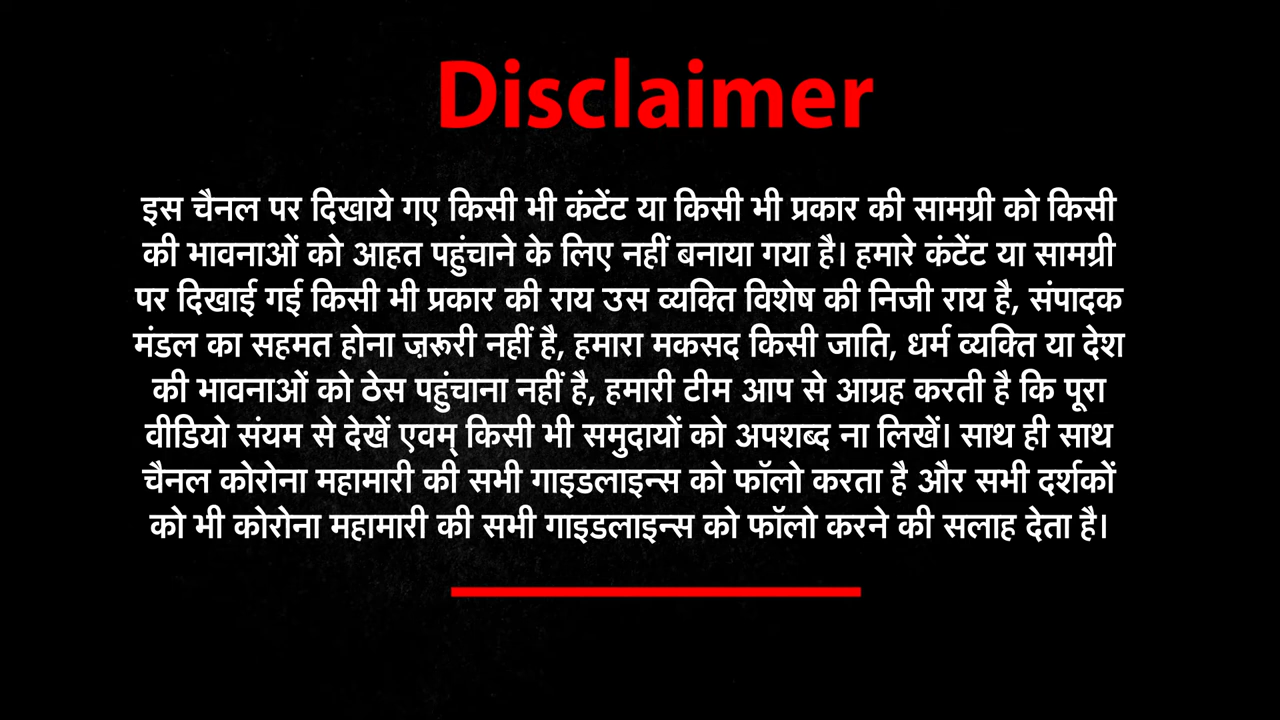 Disclaimer
इस चैनल पर दिखाये गए किसी भी कंटेंट या किसी भी प्रकार की सामग्री को किसी
की भावनाओं को आहत पहुंचाने के लिए नहीं बनाया गया है। हमारे कंटेंट या सामग्री
पर दिखाई गई किसी भी प्रकार की राय उस व्यक्ति विशेष की निजी राय है, संपादक
मंडल का सहमत होना ज़रूरी नहीं है, हमारा मकसद किसी जाति, धर्म व्यक्ति या देश
की भावनाओं को ठेस पहुंचाना नहीं है, हमारी टीम आप से आग्रह करती है कि पूरा
वीडियो संयम से देखें एवम् किसी भी समुदायों को अपशब्द ना लिखें। साथ ही साथ
चैनल कोरोना महामारी की सभी गाइडलाइन्स को फॉलो करता है और सभी दर्शकों
को भी कोरोना महामारी की सभी गाइडलाइन्स को फॉलो करने की सलाह देता है।